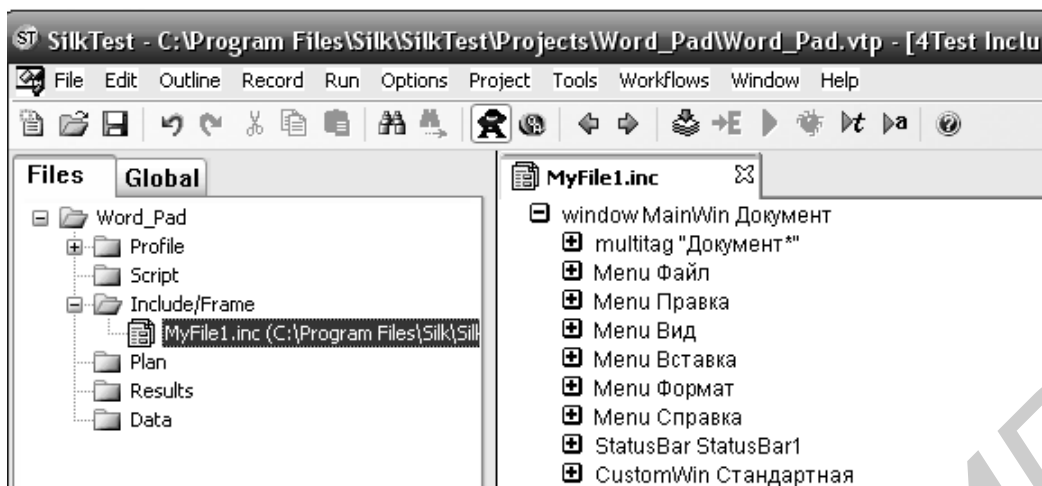 SilkTest - C:\Program Files\Silk\SilkTest\Projects\Word_Pad\Word_Pad.vtp - [4Test Inclu
File Edit Outline Record Run Options Project Tools Workflows Window Help
Files Global
Word_Pad
Profile
Script
Include/Frame
MyFile1.inc (C:\Program Files\Silk\Silk
Plan
Results
Data
MyFile1.inc
window MainWin Документ
multitag "Документ*"
Menu Файл
Menu Правка
Menu Вид
Menu Вставка
Menu Формат
Menu Справка
StatusBar StatusBar1
CustomWin Стандартная